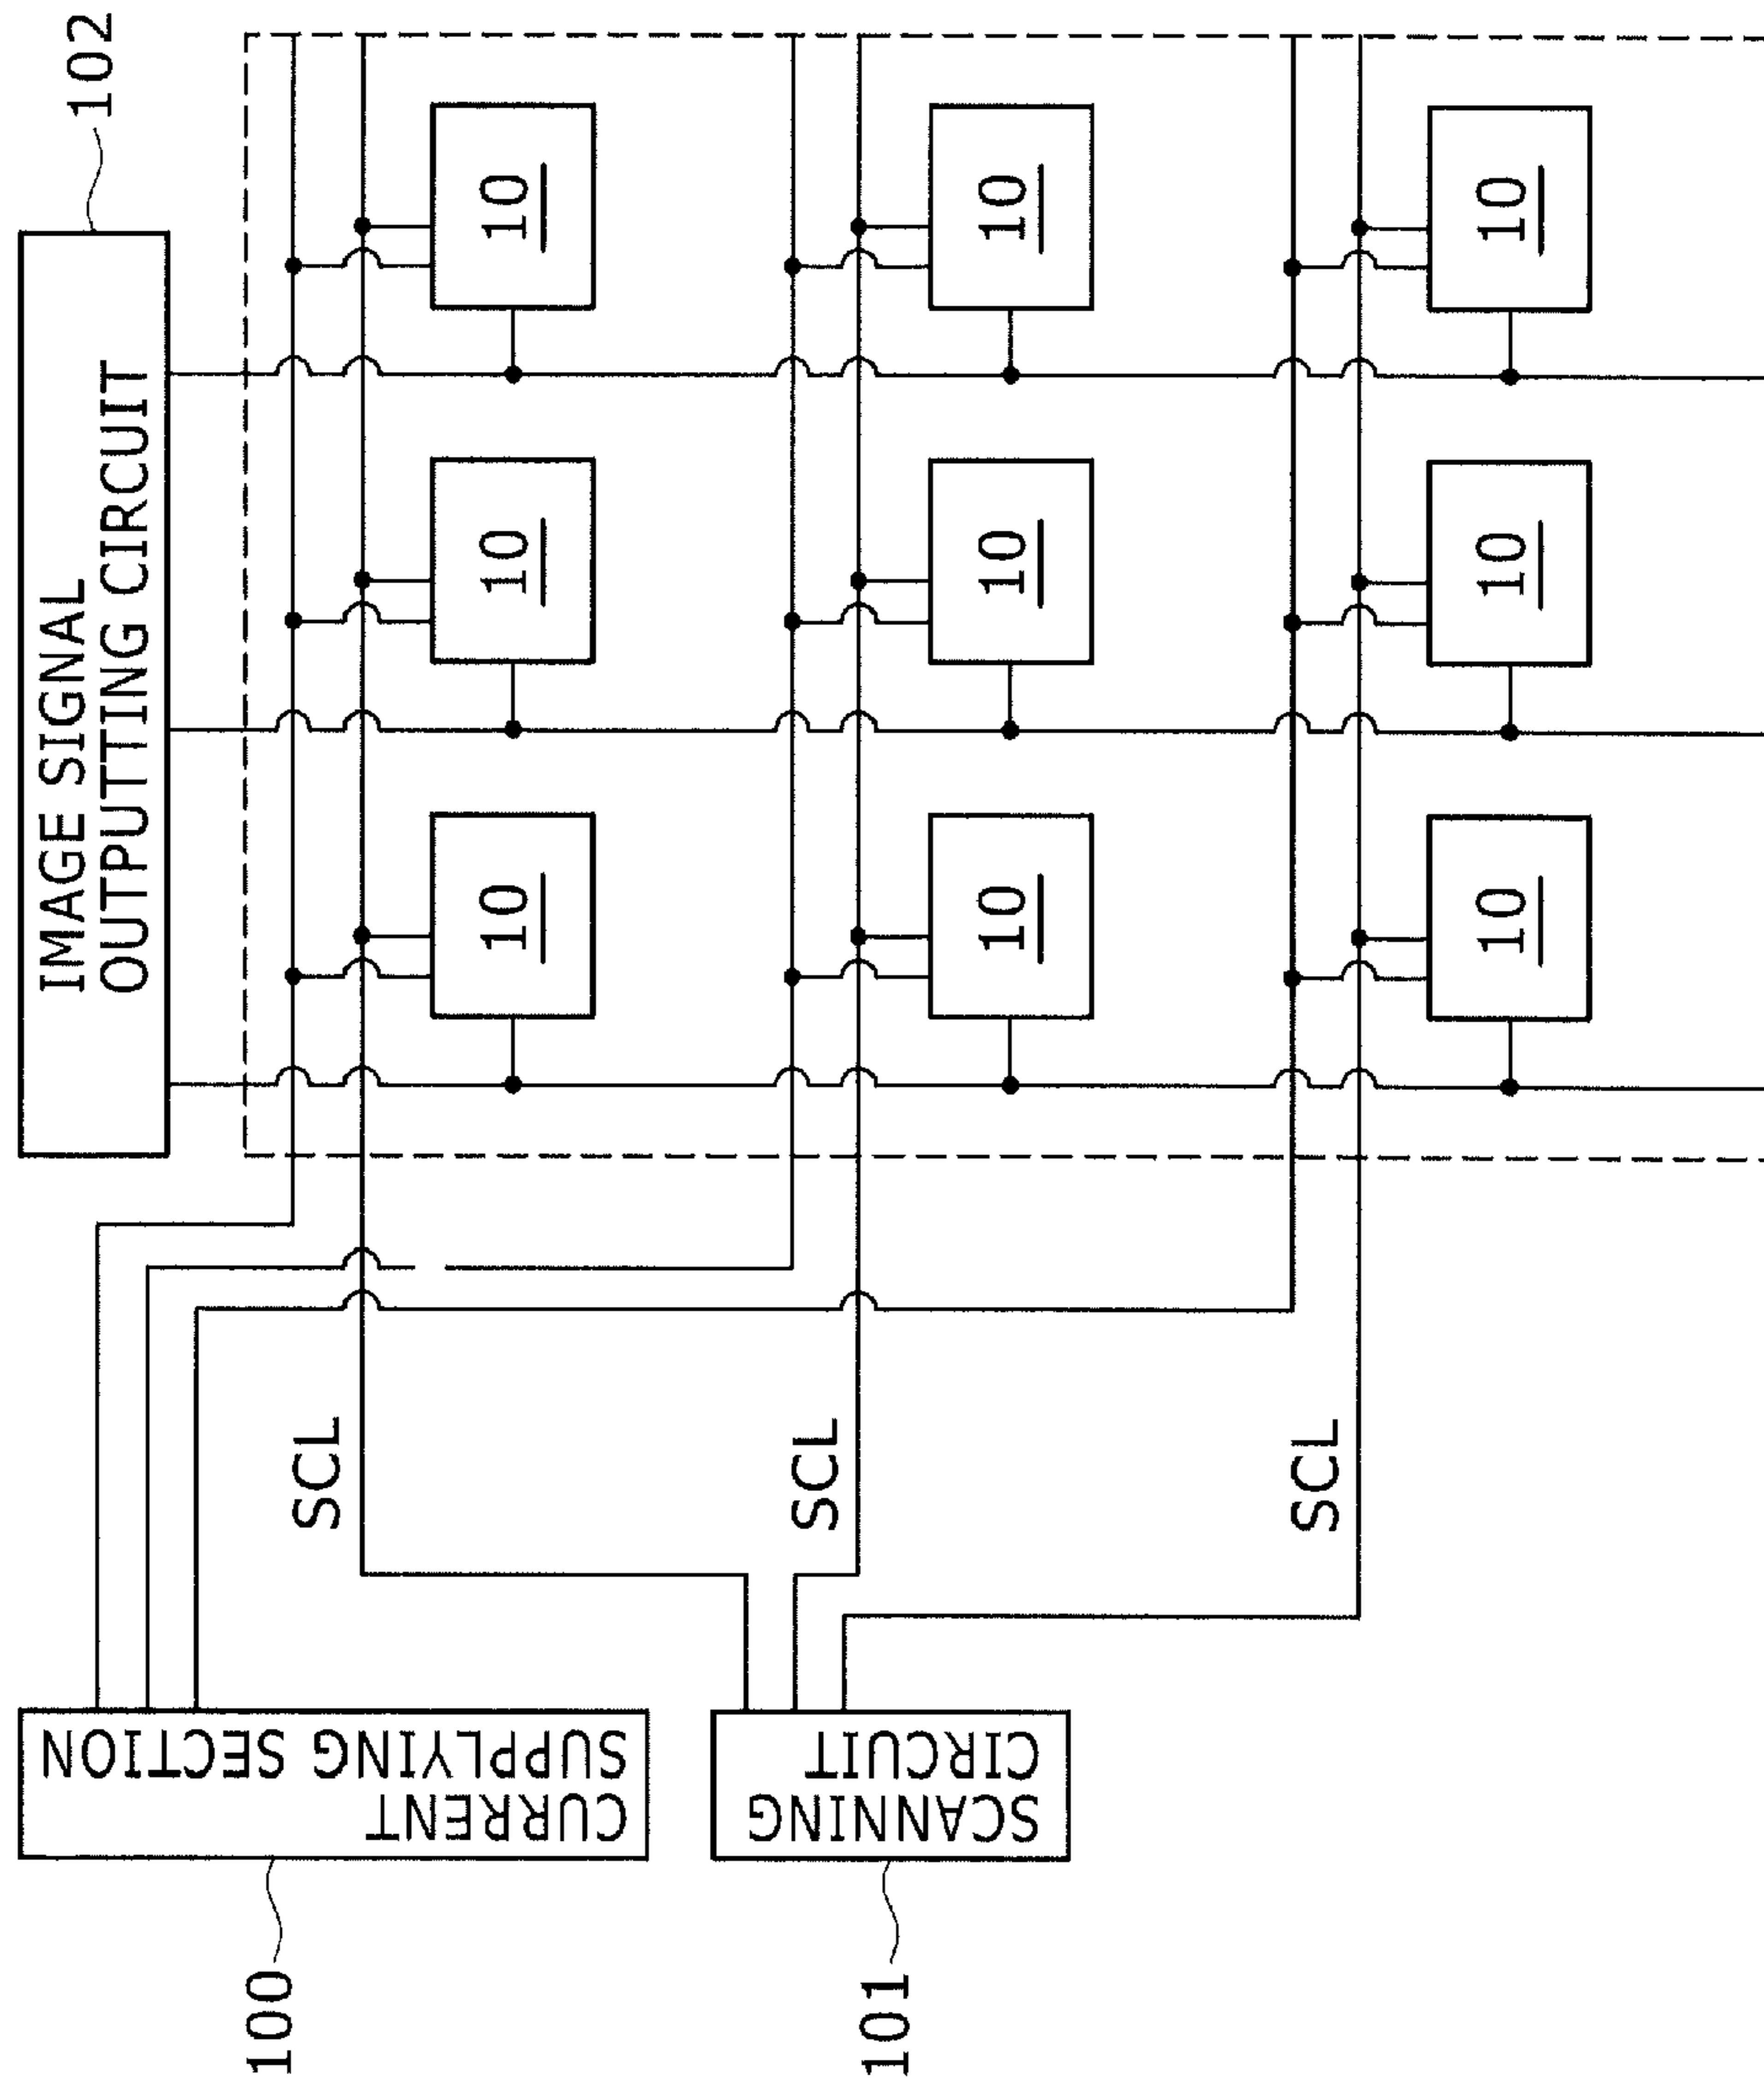 102
IMAGE SIGNAL
OUTPUTTING CIRCUIT
10
10
10
10
10
10
10
10
10
SCL
SCL
SCL
CURRENT
SUPPLYING SECTION
SCANNING
CIRCUIT
100
101